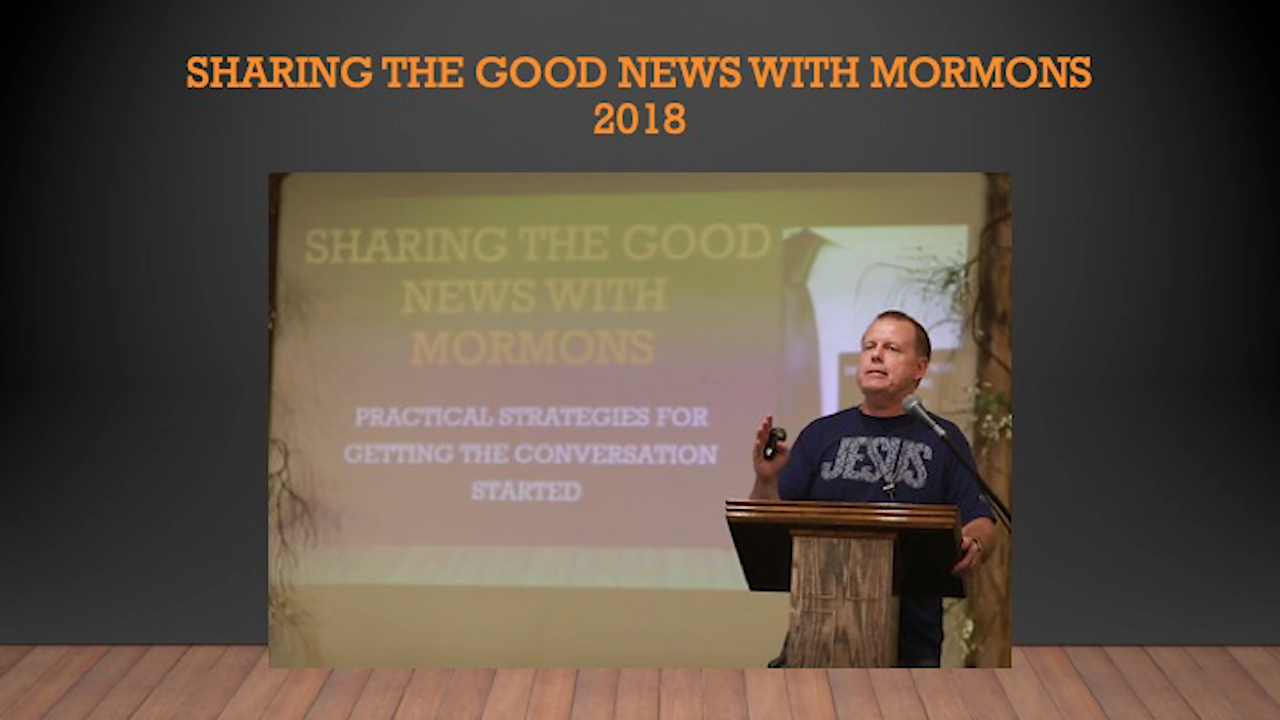 SHARING THE GOOD NEWS WITH MORMONS
2018
SHARING THE GOOD
NEWS WITH
MORMONS
PRACTICAL STRATEGIES FOR
GETTING THE CONVERSATION
STARTED
JESUS